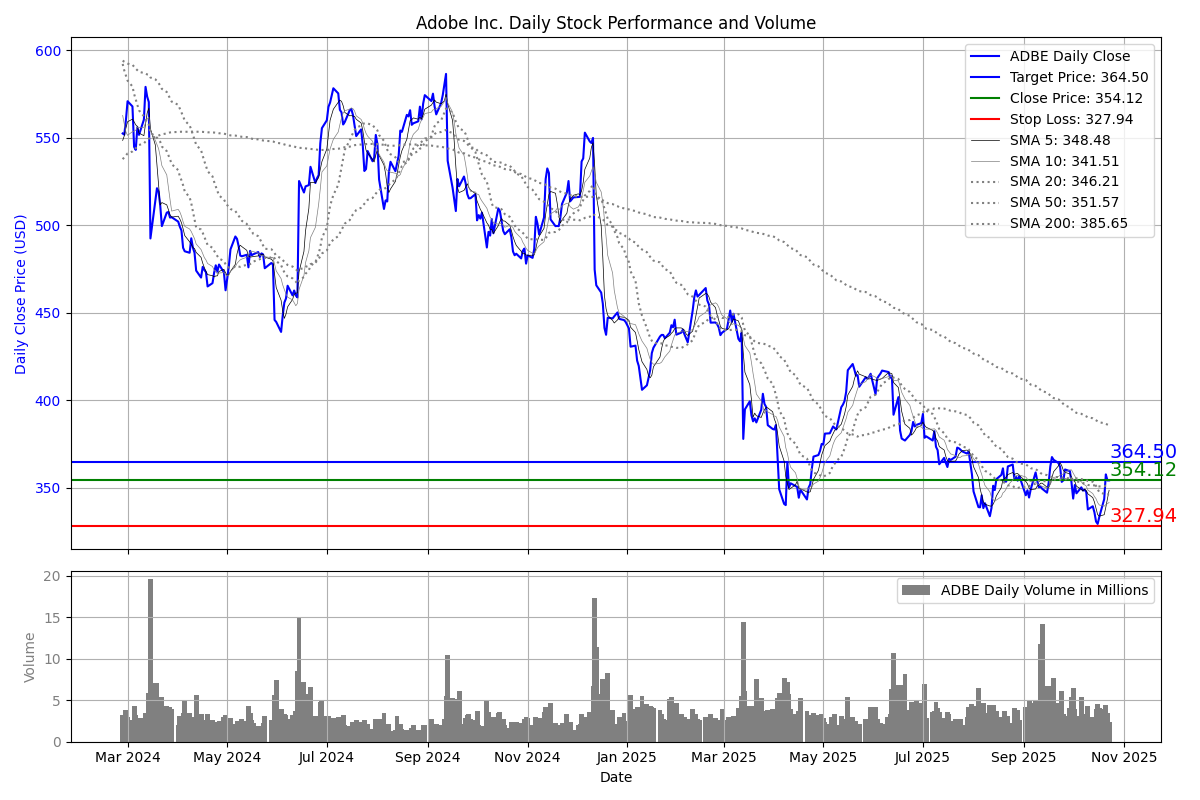 Adobe Inc. Daily Stock Performance and Volume
Daily Close Price (USD)
600
550
500
450
400
350
ADBE Daily Close
Target Price: 364.50
Close Price: 354.12
Stop Loss: 327.94
SMA 5: 348.48
SMA 10: 341.51
SMA 20: 346.21
SMA 50: 351.57
SMA 200: 385.65
364.50
354.12
327.94
Volume
20
15
10
5
0
ADBE Daily Volume in Millions
Mar 2024 May 2024 Jul 2024 Sep 2024 Nov 2024 Jan 2025 Mar 2025 May 2025 Jul 2025 Sep 2025 Nov 2025
Date